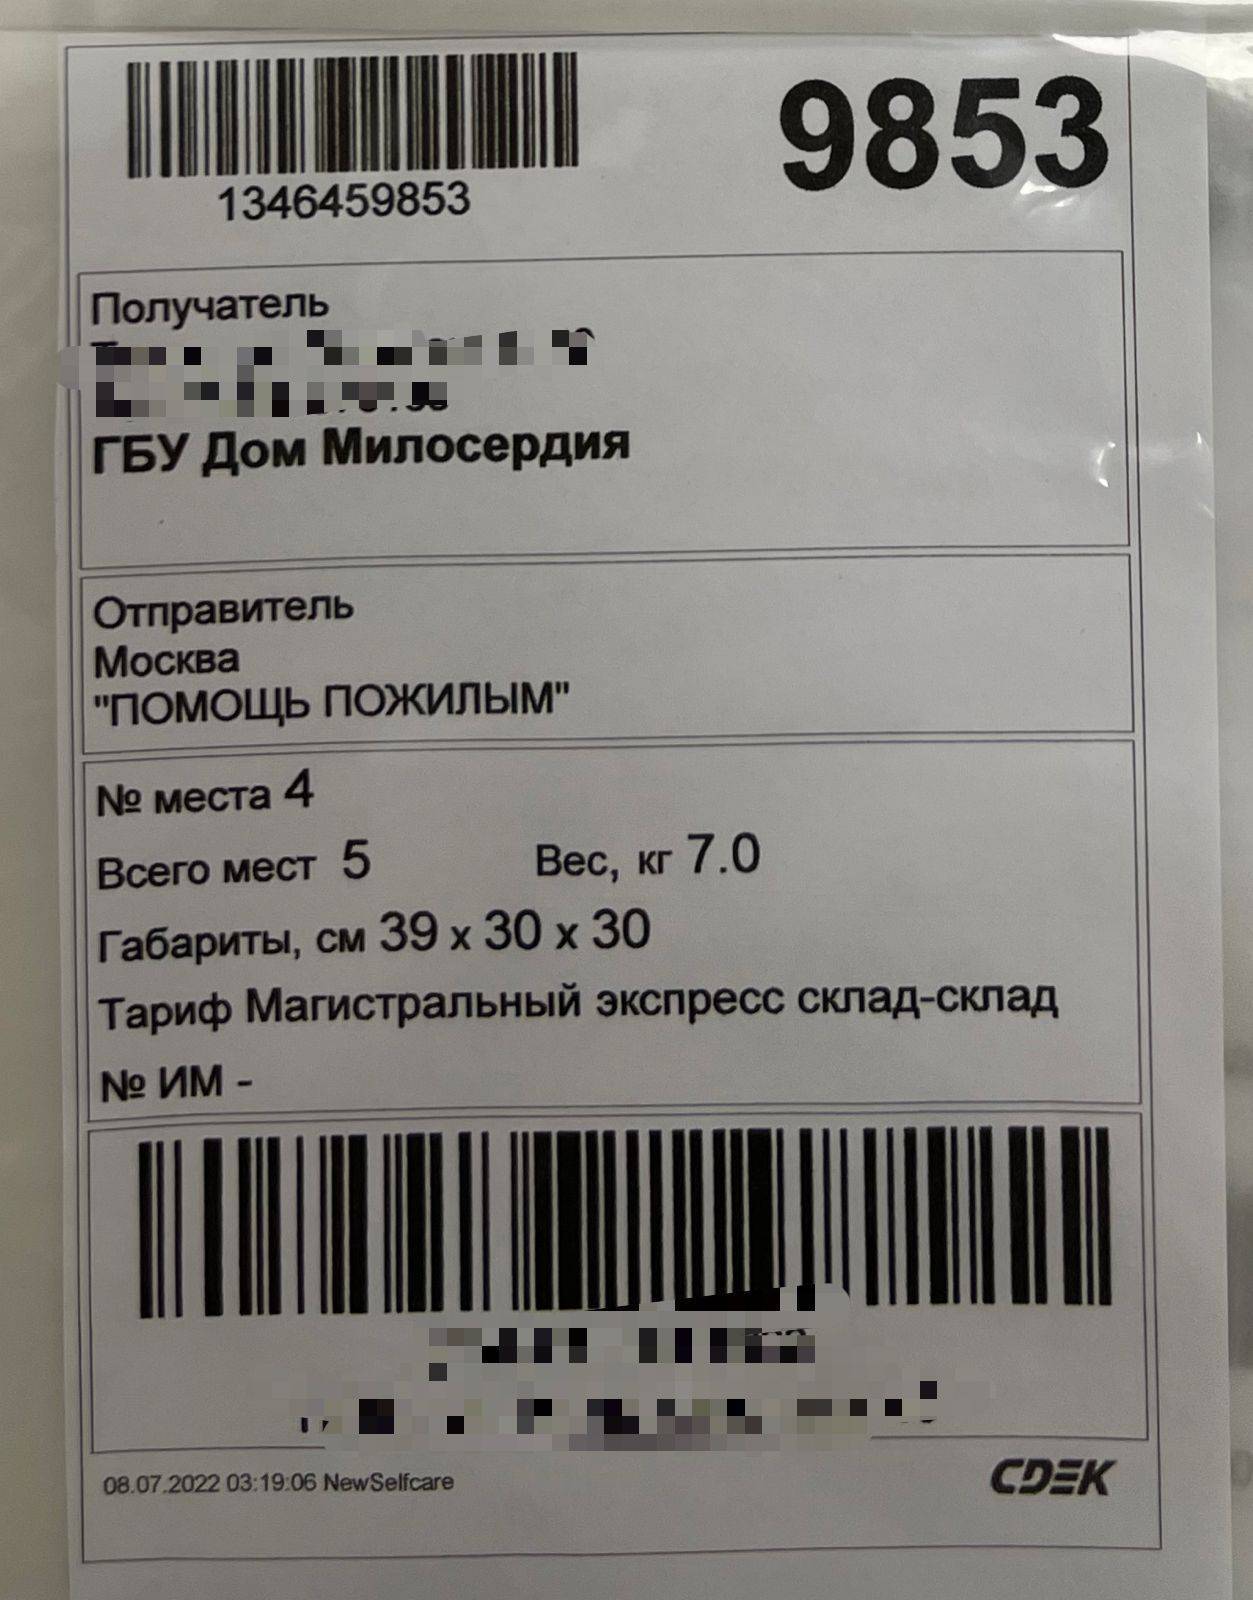 9853
1346459853
Получатель
ГБУ Дом Милосердия
Отправитель
Москва
"ПОМОЩЬ ПОЖИЛЫМ"
№ места 4
Всего мест 5 Вес, кг 7.0
Габариты, см 39 x 30 x 30
Тариф Магистральный экспресс склад-склад
№ ИМ -
08.07.2022 03:19:06 NewSelfcare
CDEK